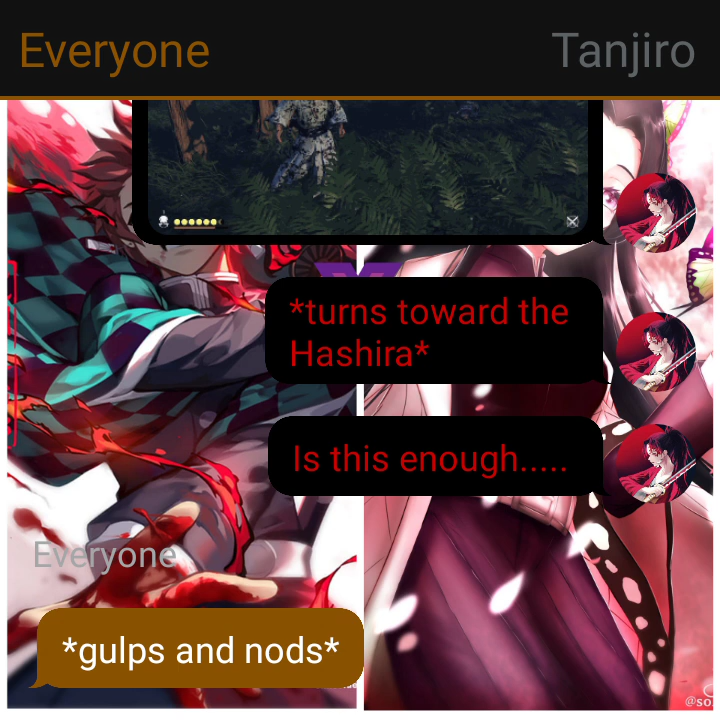 Everyone
Tanjiro
*turns toward the
Hashira*
Is this enough.....
Everyone
*gulps and nods*